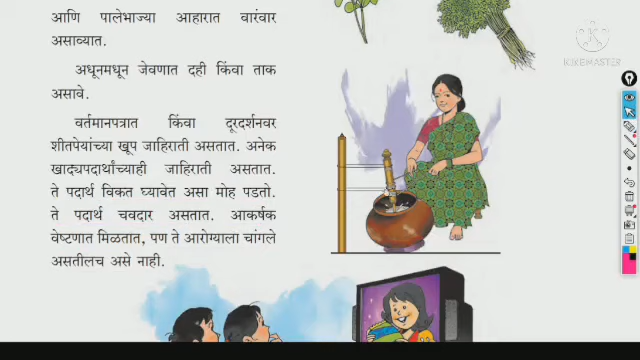 आणि पालेभाज्या आहारात वारंवार
असाव्यात.
अधूनमधून जेवणात दही किंवा ताक
असावे.
वर्तमानपत्रात किंवा दूरदर्शनवर
शीतपेयांच्या खूप जाहिराती असतात. अनेक
खाद्यपदार्थांच्याही जाहिराती असतात.
ते पदार्थ विकत घ्यावेत असा मोह पडतो.
ते पदार्थ चवदार असतात. आकर्षक
वेष्टणात मिळतात, पण ते आरोग्याला चांगले
असतीलच असे नाही.
KINEMASTER